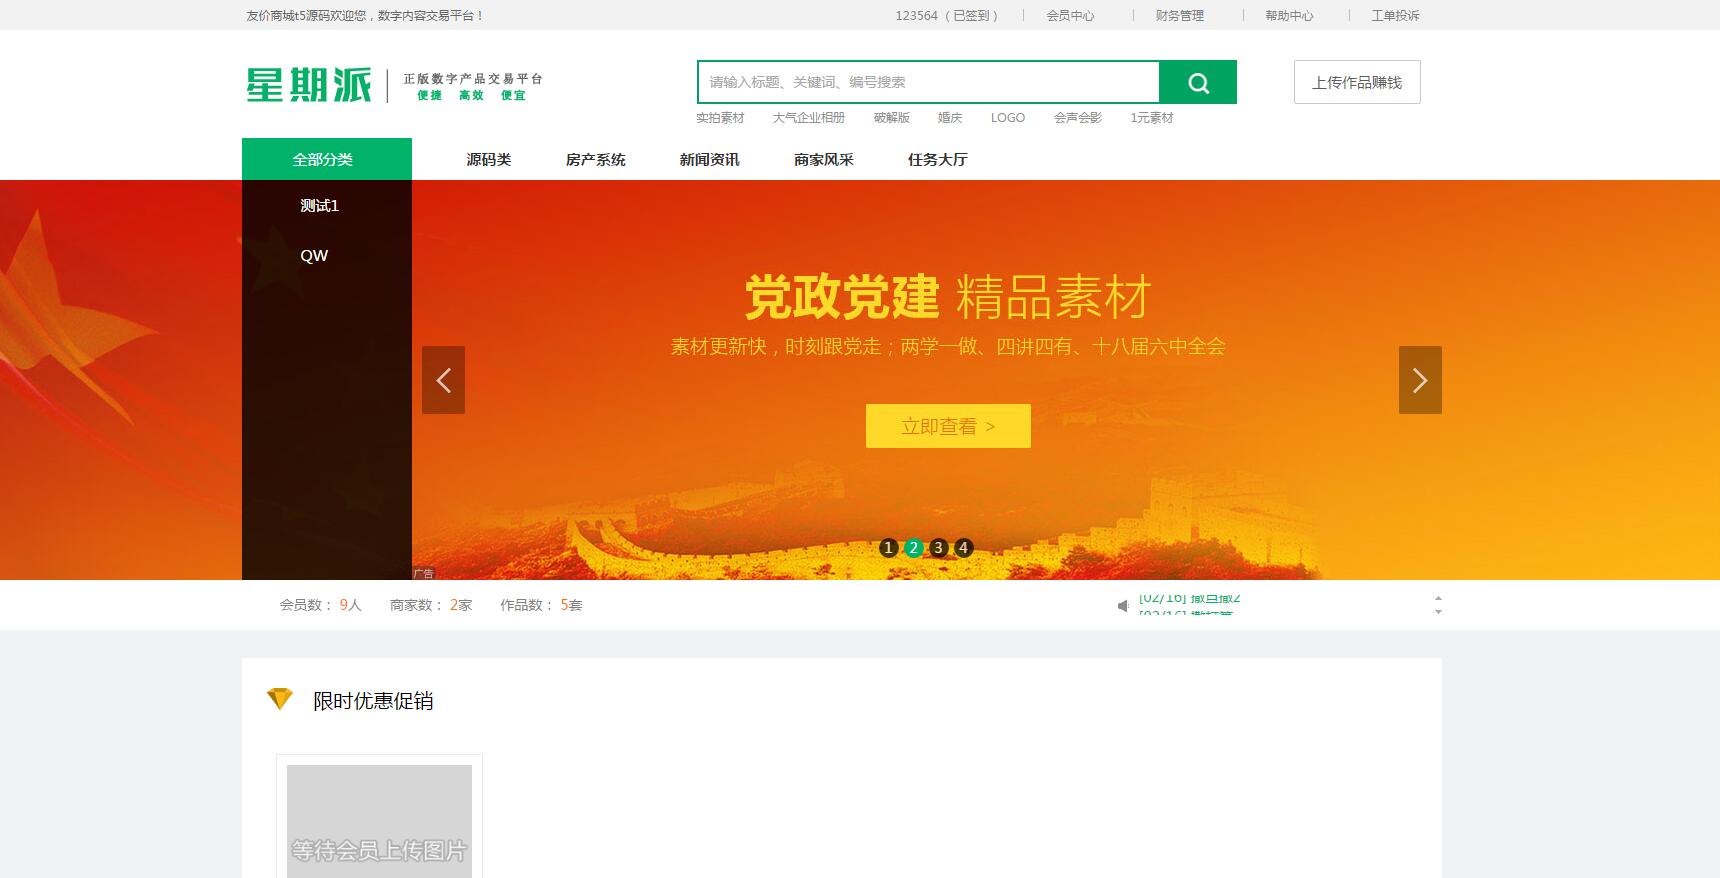 友价商城t5源码欢迎您，数字内容交易平台！
123564（已签到） 会员中心 财务管理 帮助中心 工单投诉
星期派 正版数字产品交易平台
便捷 高效 便宜
请输入标题、关键词、编号搜索
上传作品赚钱
实拍素材 大气企业相册 破解版 婚庆 LOGO 会声会影 1元素材
全部分类 源码类 房产系统 新闻资讯 商家风采 任务大厅
测试1
QW
党政党建 精品素材
素材更新快，时刻跟党走；两学一做、四讲四有、十八届六中全会
立即查看 >
1 2 3 4
广告
会员数：9人 商家数：2家 作品数：5套
[02/16]
限时优惠促销
等待会员上传图片